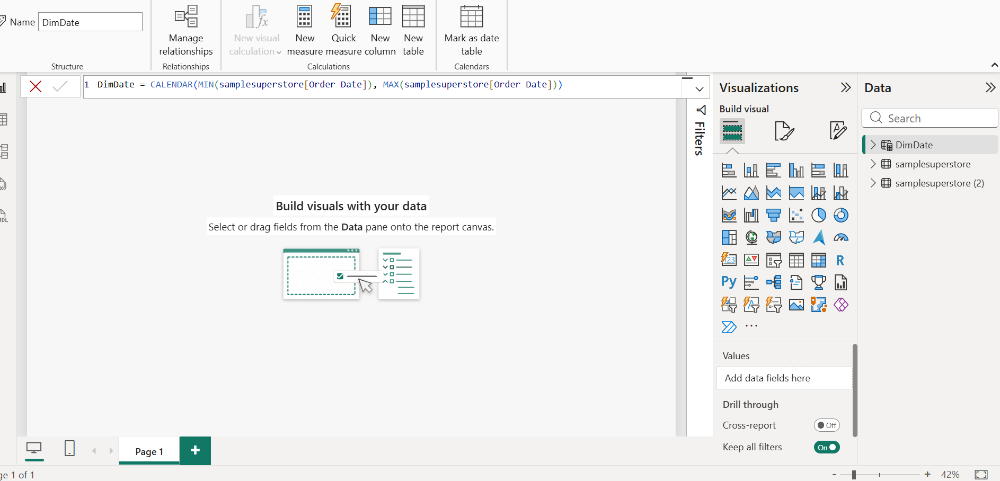 Name DimDate
Structure
Manage relationships
Relationships
New visual calculation
New measure
Quick measure
New column
New table
Calculations
Mark as date table
Calendars
1 DimDate = CALENDAR(MIN(samplesuperstore[Order Date]), MAX(samplesuperstore[Order Date]))
Build visuals with your data
Select or drag fields from the Data pane onto the report canvas.
Filters
Visualizations
Build visual
123
R
Py
Values
Add data fields here
Drill through
Cross-report
Off
Keep all filters
On
Data
Search
DimDate
samplesuperstore
samplesuperstore (2)
Page 1
ge 1 of 1
- + 42%